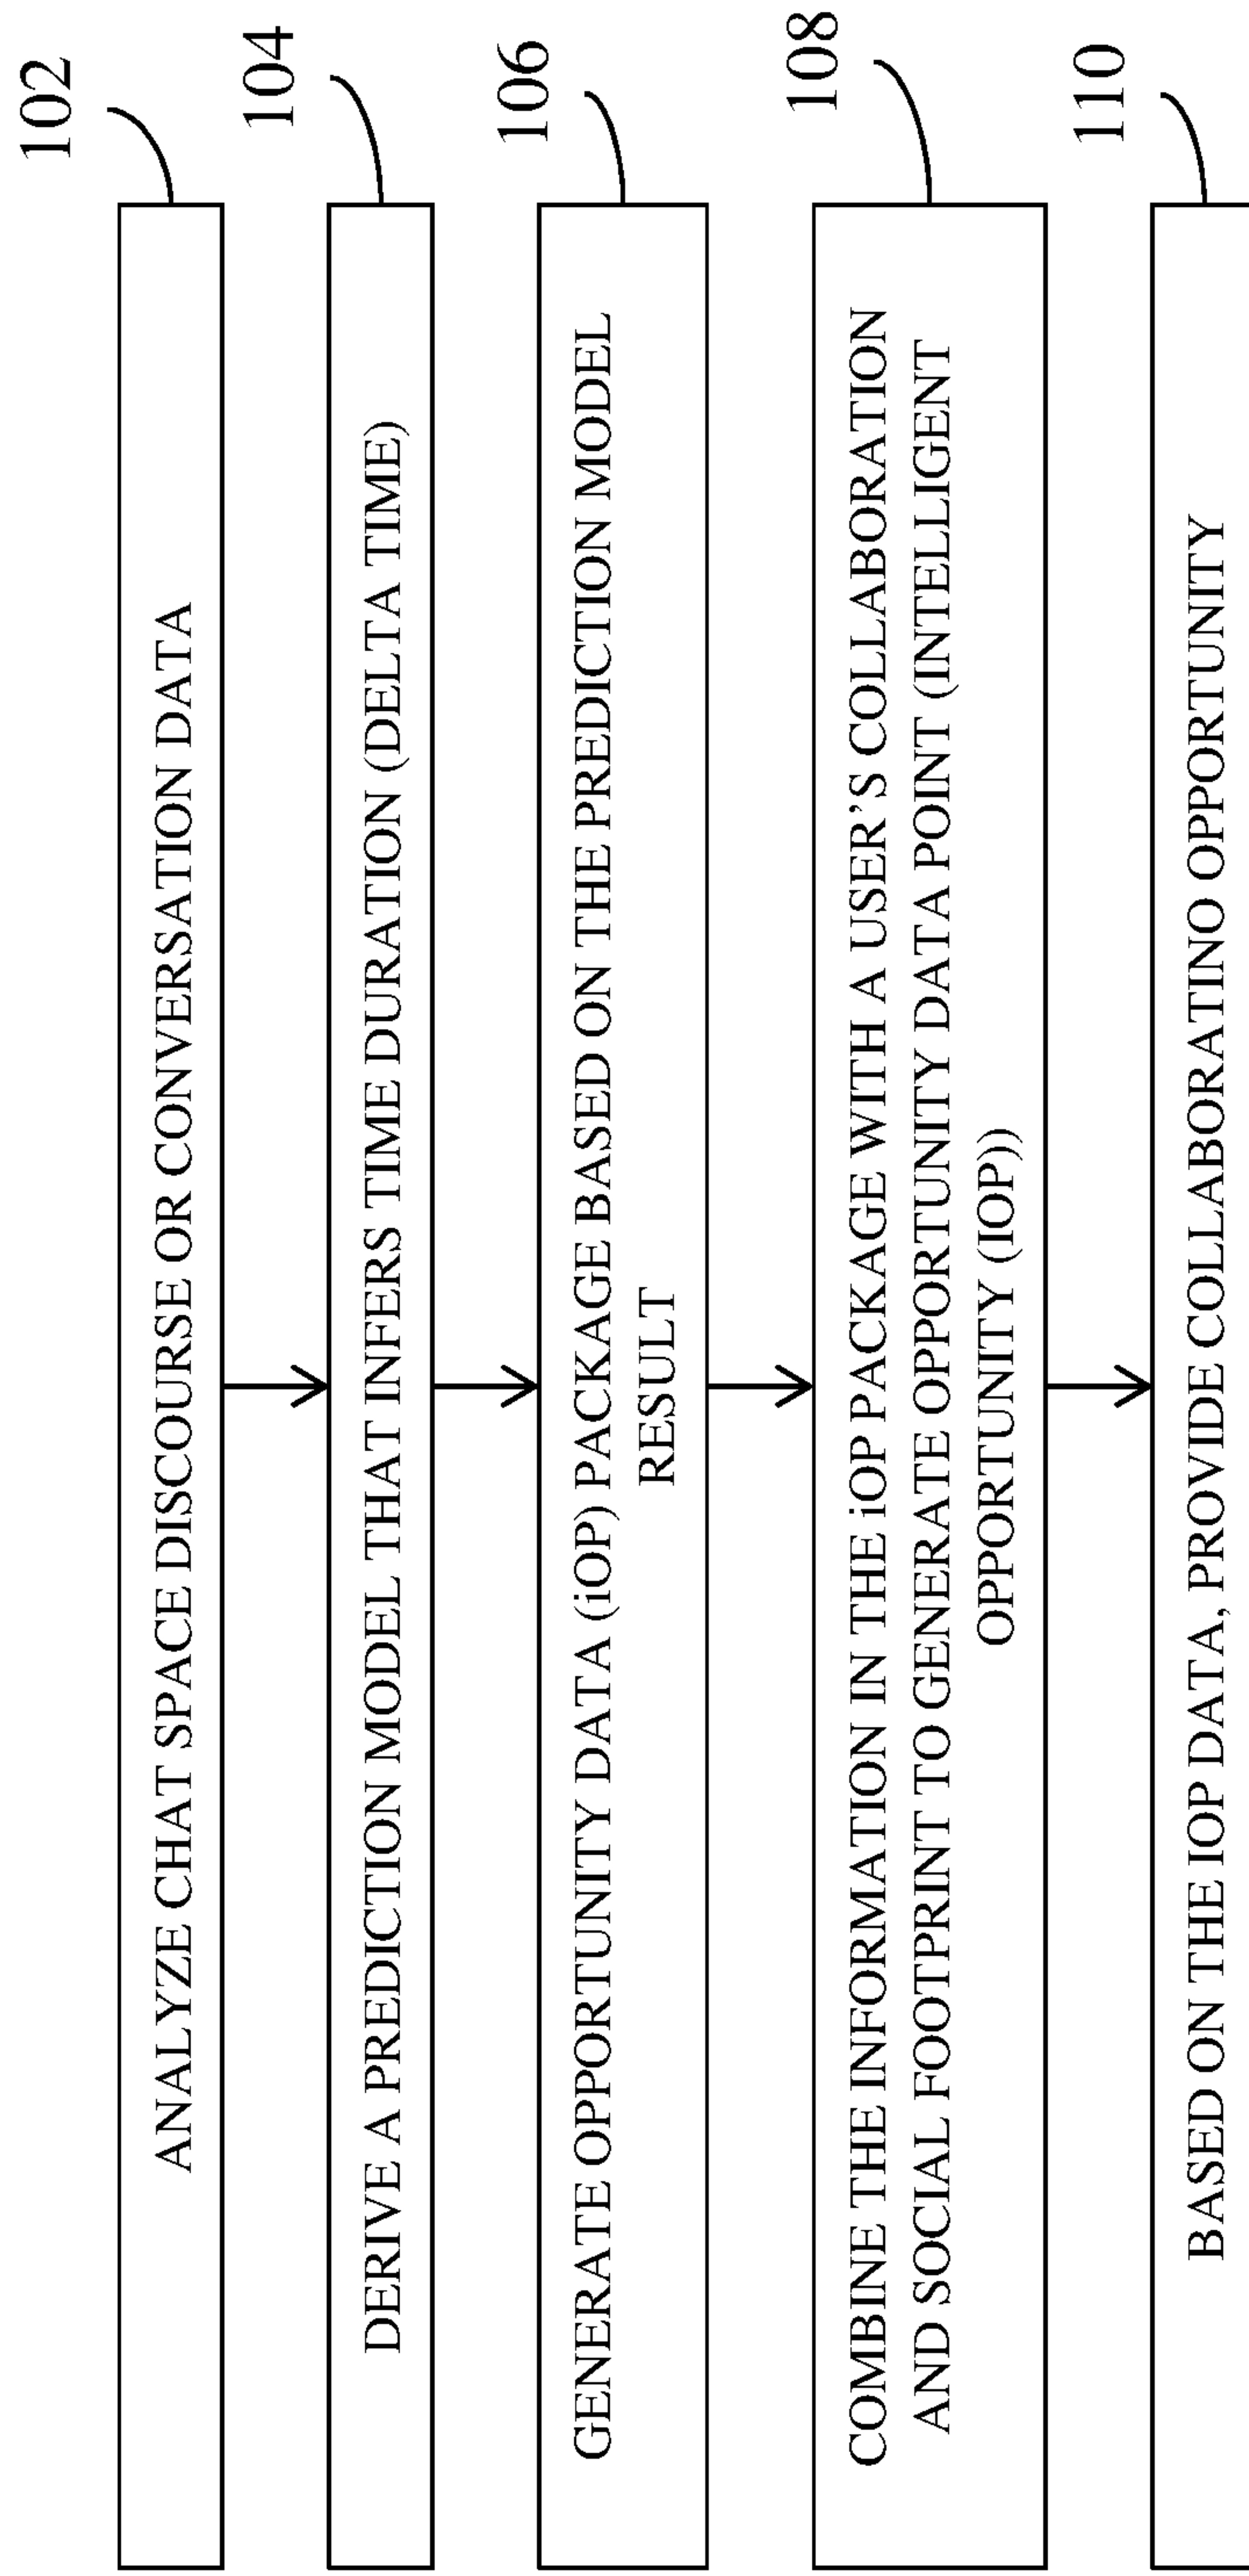 102
ANALYZE CHAT SPACE DISCOURSE OR CONVERSATION DATA
104
DERIVE A PREDICTION MODEL THAT INFERS TIME DURATION (DELTA TIME)
106
GENERATE OPPORTUNITY DATA (iOP) PACKAGE BASED ON THE PREDICTION MODEL
RESULT
108
COMBINE THE INFORMATION IN THE iOP PACKAGE WITH A USER'S COLLABORATION
AND SOCIAL FOOTPRINT TO GENERATE OPPORTUNITY DATA POINT (INTELLIGENT
OPPORTUNITY (IOP))
110
BASED ON THE IOP DATA, PROVIDE COLLABORATINO OPPORTUNITY